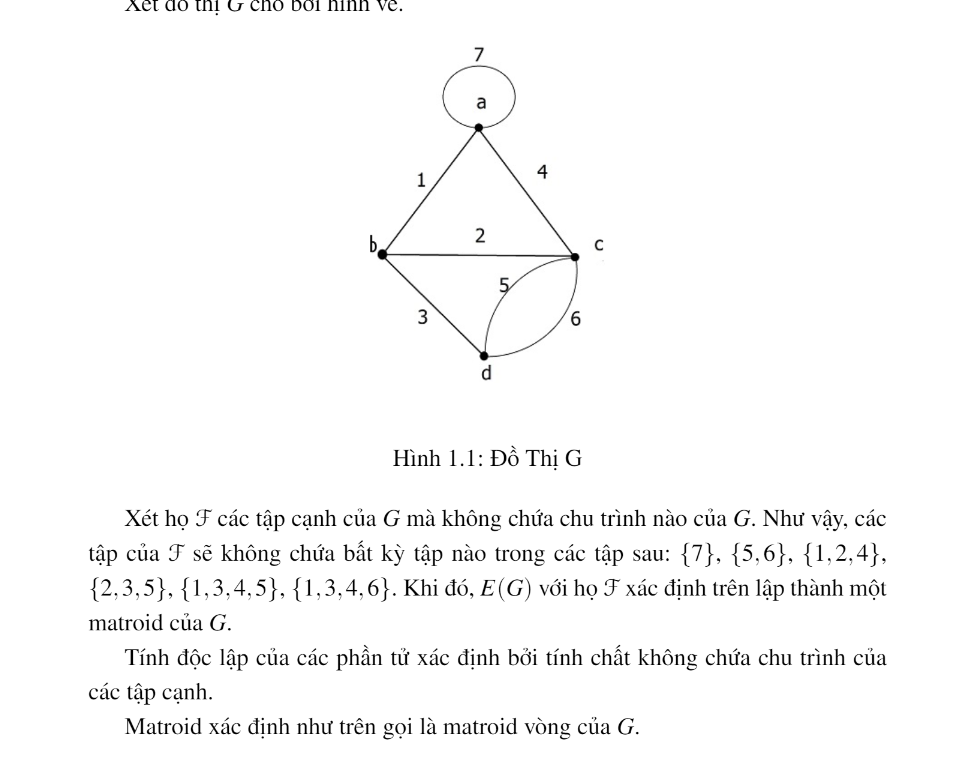 Xét đồ thị G cho bởi hình vẽ.
7
a
1
4
b
2
c
5
3
6
d
Hình 1.1: Đồ Thị G
Xét họ ℱ các tập cạnh của G mà không chứa chu trình nào của G. Như vậy, các
tập của ℱ sẽ không chứa bất kỳ tập nào trong các tập sau: {7}, {5,6}, {1,2,4},
{2,3,5}, {1,3,4,5}, {1,3,4,6}. Khi đó, E(G) với họ ℱ xác định trên lập thành một
matroid của G.
Tính độc lập của các phần tử xác định bởi tính chất không chứa chu trình của
các tập cạnh.
Matroid xác định như trên gọi là matroid vòng của G.